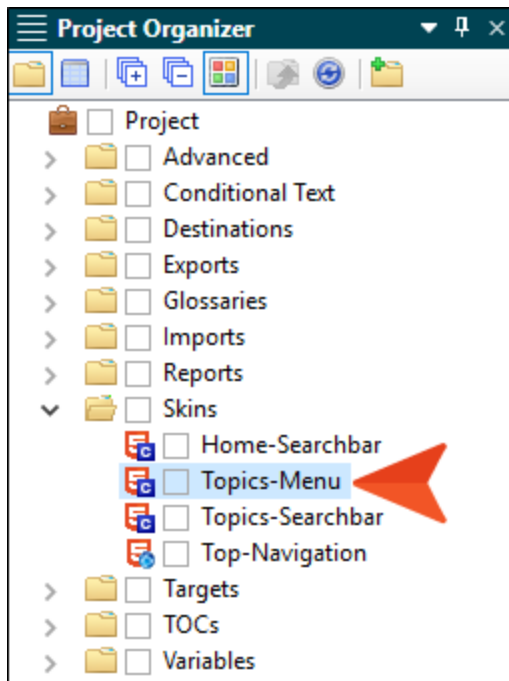 Project Organizer
Project
Advanced
Conditional Text
Destinations
Exports
Glossaries
Imports
Reports
Skins
Home-Searchbar
Topics-Menu
Topics-Searchbar
Top-Navigation
Targets
TOCs
Variables